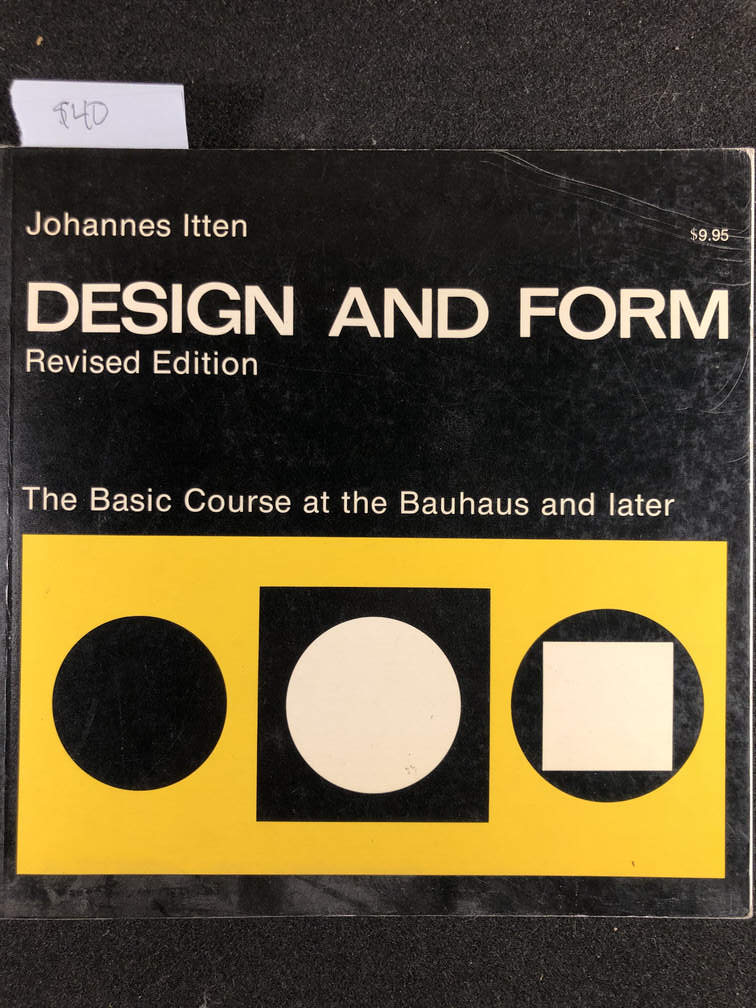 $40
Johannes Itten
$9.95
DESIGN AND FORM
Revised Edition
The Basic Course at the Bauhaus and later